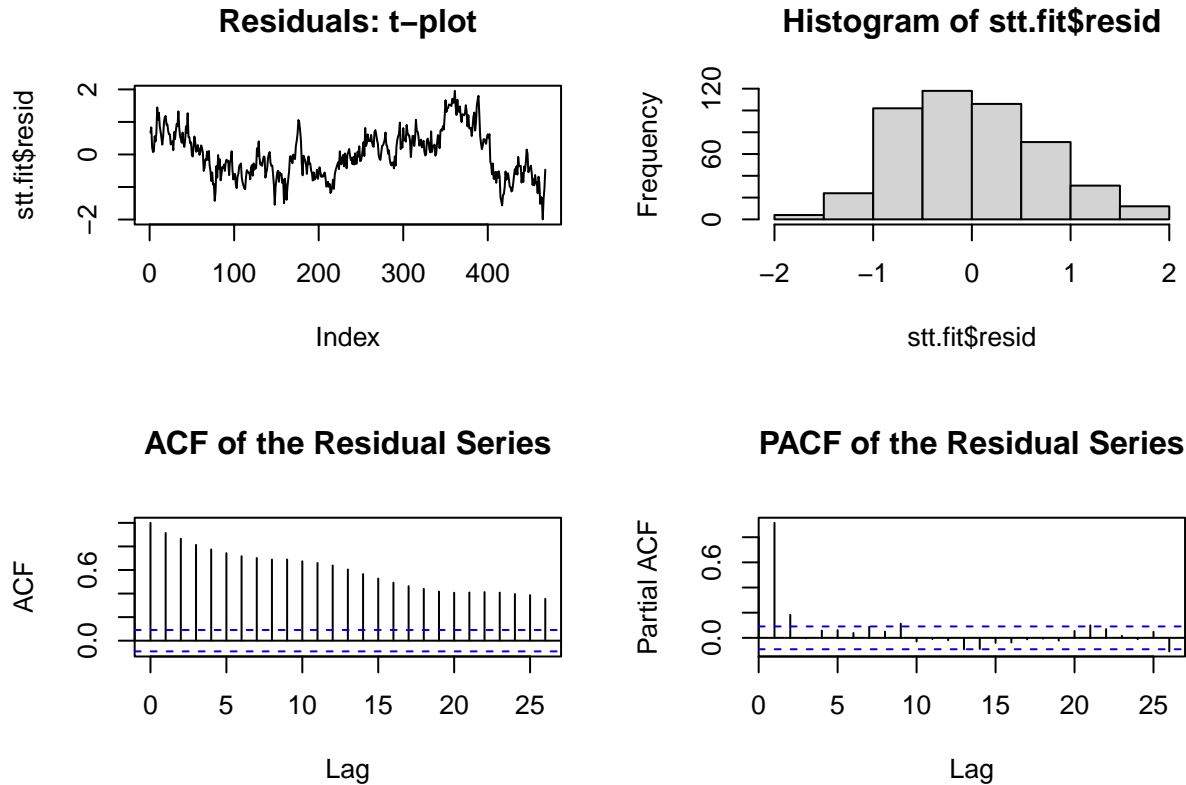 Residuals: t−plot
stt.fit$resid
2
0
−2
0 100 200 300 400
Index
Histogram of stt.fit$resid
Frequency
120
60
0
−2 −1 0 1 2
stt.fit$resid
ACF of the Residual Series
ACF
0.6
0.0
0 5 10 15 20 25
Lag
PACF of the Residual Series
Partial ACF
0.6
0.0
0 5 10 15 20 25
Lag